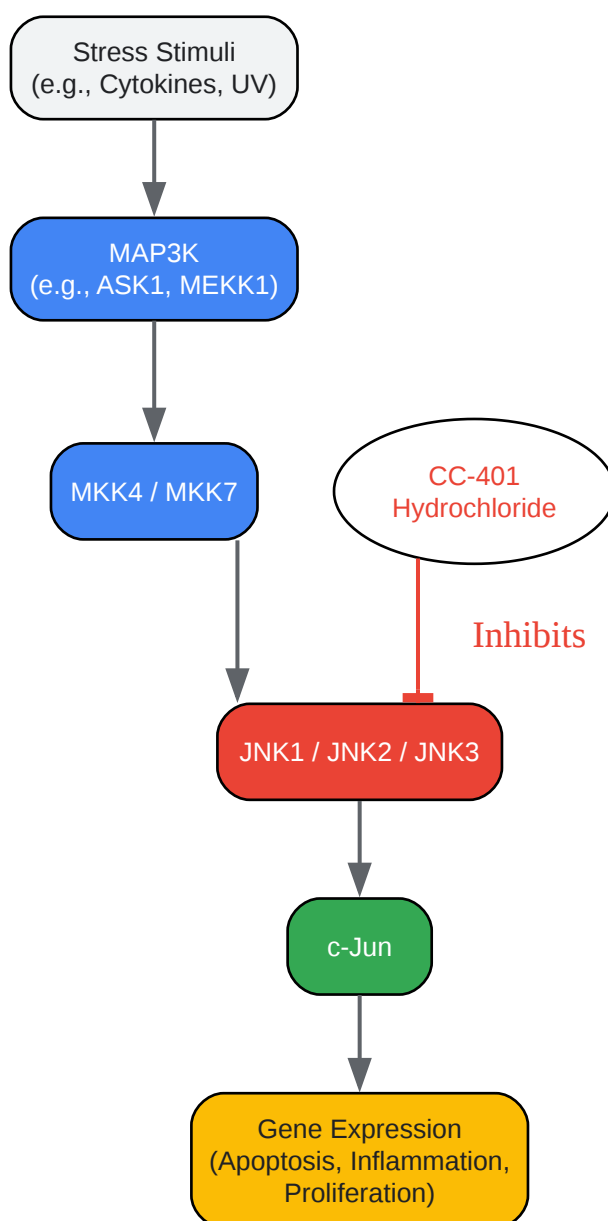 Stress Stimuli
(e.g., Cytokines, UV)
MAP3K
(e.g., ASK1, MEKK1)
MKK4 / MKK7
CC-401
Hydrochloride
Inhibits
JNK1 / JNK2 / JNK3
c-Jun
Gene Expression
(Apoptosis, Inflammation,
Proliferation)